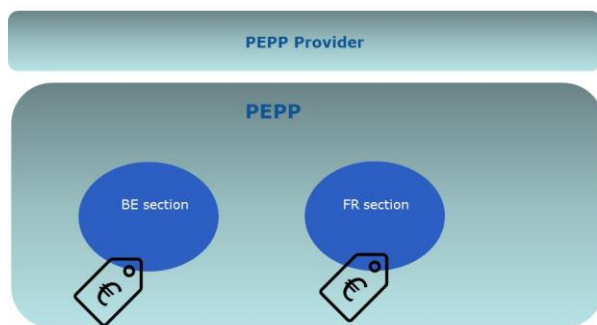 PEPP Provider
PEPP
BE section
FR section
€
€